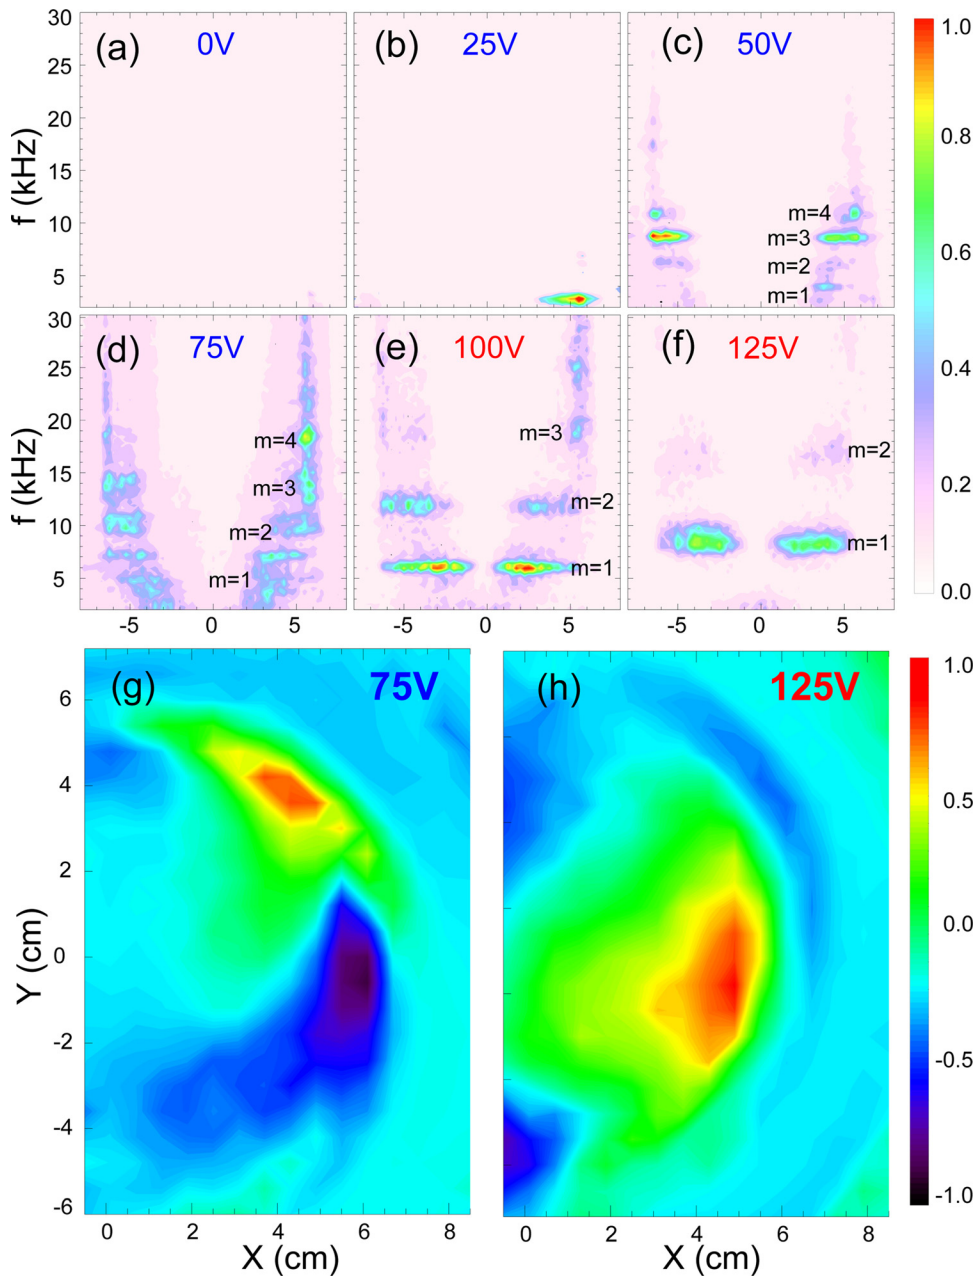 (a) 0V (b) 25V (c) 50V 1.0
30
25
20
15
10
5
f (kHz)
m=4
m=3
m=2
m=1
0.8
0.6
0.4
0.2
0.0
(d) 75V (e) 100V (f) 125V
30
25
20
15
10
5
f (kHz)
m=4
m=3
m=2
m=1
m=3
m=2
m=1
m=2
m=1
-5 0 5 -5 0 5 -5 0 5
(g) 75V (h) 125V 1.0
6
4
2
0
-2
-4
-6
Y (cm)
0.5
0.0
-0.5
-1.0
0 2 4 6 8 0 2 4 6 8
X (cm) X (cm)